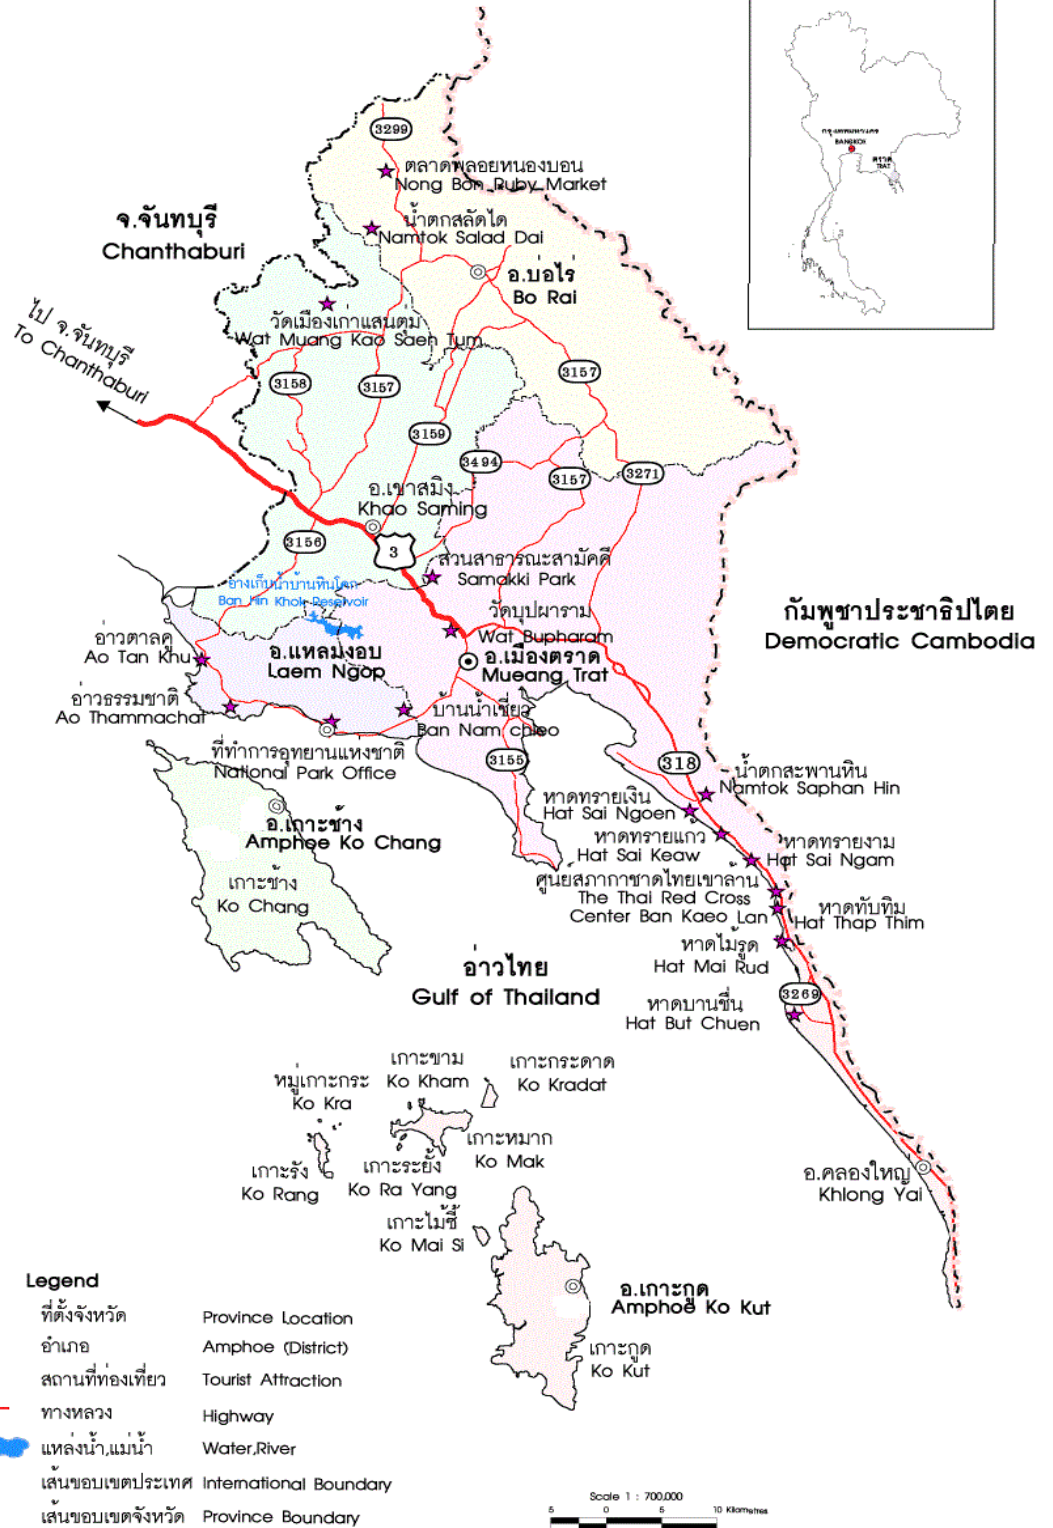 3299
ตลาดพลอยหนองบอน
Nong Bon Ruby Market
กรุงเทพมหานคร
BANGKOK
ตราด
TRAT
จ.จันทบุรี
Chanthaburi
น้ำตกสลัดได
Namtok Salad Dai
อ.บ่อไร่
Bo Rai
ไป จ.จันทบุรี
To Chanthaburi
วัดเมืองเก่าแสนตุ่ม
Wat Muang Kao Saen Tum
3158
3157
3157
3159
3494
3157
3271
อ.เขาสมิง
Khao Saming
3156
3
สวนสาธารณะสามัคคี
Samakki Park
อ่างเก็บน้ำบ้านหินโคก
Ban Hin Khok Reservoir
วัดบุปผาราม
Wat Bupharam
กัมพูชาประชาธิปไตย
Democratic Cambodia
อ่าวตาลคู่
Ao Tan Khu
อ.แหลมงอบ
Laem Ngop
อ.เมืองตราด
Mueang Trat
อ่าวธรรมชาติ
Ao Thammachat
บ้านน้ำเชี่ยว
Ban Nam chieo
ที่ทำการอุทยานแห่งชาติ
National Park Office
3155
318
น้ำตกสะพานหิน
Namtok Saphan Hin
หาดทรายเงิน
Hat Sai Ngoen
อ.เกาะช้าง
Amphoe Ko Chang
หาดทรายแก้ว
Hat Sai Keaw
หาดทรายงาม
Hat Sai Ngam
เกาะช้าง
Ko Chang
ศูนย์สภากาชาดไทยเขาล้าน
The Thai Red Cross
Center Ban Kaeo Lan
หาดทับทิม
Hat Thap Thim
หาดไม้รูด
Hat Mai Rud
อ่าวไทย
Gulf of Thailand
3269
หาดบานชื่น
Hat But Chuen
หมู่เกาะกระ
Ko Kra
เกาะขาม
Ko Kham
เกาะกระดาด
Ko Kradat
เกาะหมาก
Ko Mak
เกาะรัง
Ko Rang
เกาะระยั้ง
Ko Ra Yang
อ.คลองใหญ่
Khlong Yai
เกาะไม้ซี้
Ko Mai Si
อ.เกาะกูด
Amphoe Ko Kut
เกาะกูด
Ko Kut
Legend
ที่ตั้งจังหวัด Province Location
อำเภอ Amphoe (District)
สถานที่ท่องเที่ยว Tourist Attraction
ทางหลวง Highway
แหล่งน้ำ,แม่น้ำ Water,River
เส้นขอบเขตประเทศ International Boundary
เส้นขอบเขตจังหวัด Province Boundary
Scale 1 : 700,000
5 0 5 10 Kilometres